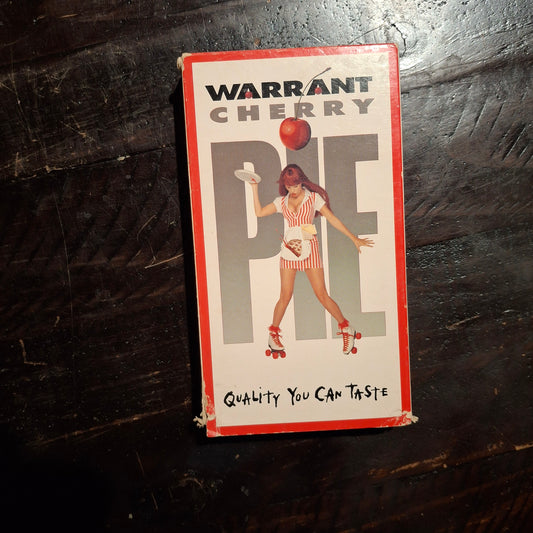 WARRANT
CHERRY
PIE
QUALITY YOU CAN TASTE